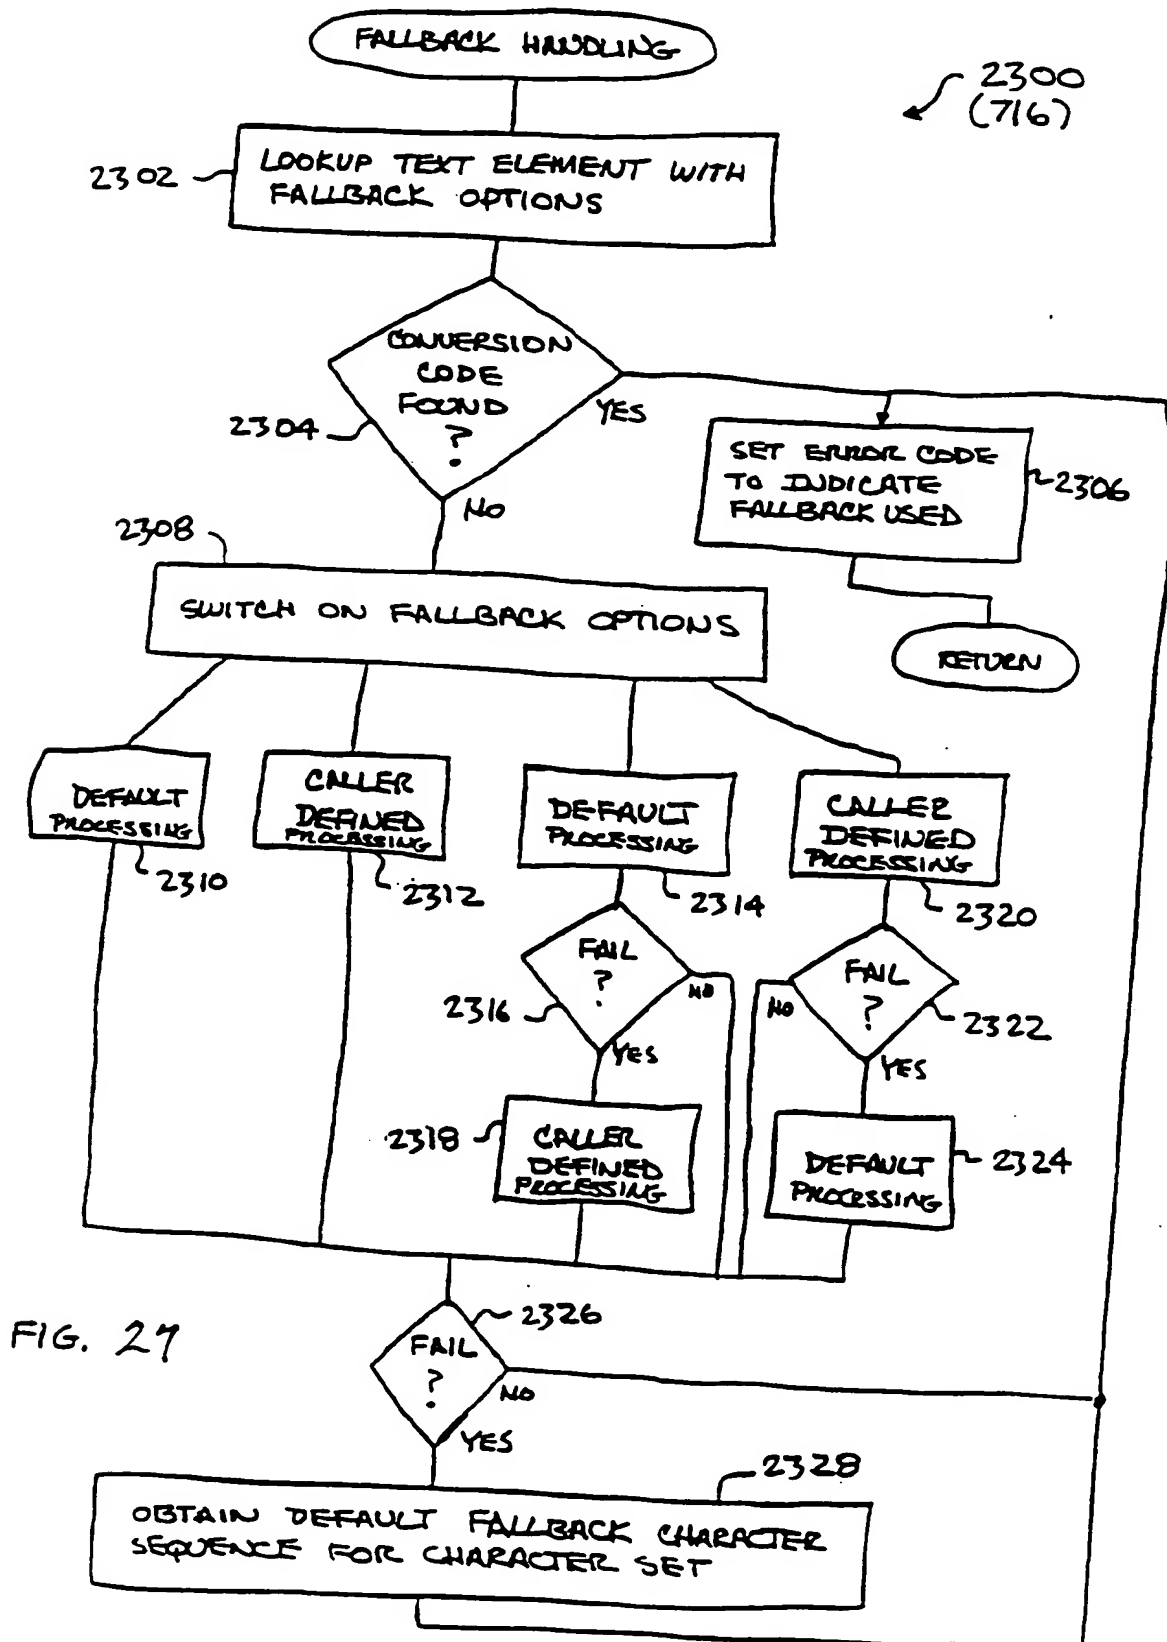 FALLBACK HANDLING
2300
(716)
2302
LOOKUP TEXT ELEMENT WITH
FALLBACK OPTIONS
CONVERSION
CODE
FOUND
?
2304
YES
NO
SET ERROR CODE
TO INDICATE
FALLBACK USED
2306
RETURN
2308
SWITCH ON FALLBACK OPTIONS
DEFAULT
PROCESSING
2310
CALLER
DEFINED
PROCESSING
2312
DEFAULT
PROCESSING
2314
CALLER
DEFINED
PROCESSING
2320
FAIL
?
2316
NO
YES
FAIL
?
NO
2322
YES
2318
CALLER
DEFINED
PROCESSING
DEFAULT
PROCESSING
2324
2326
FAIL
?
NO
YES
FIG. 27
2328
OBTAIN DEFAULT FALLBACK CHARACTER
SEQUENCE FOR CHARACTER SET